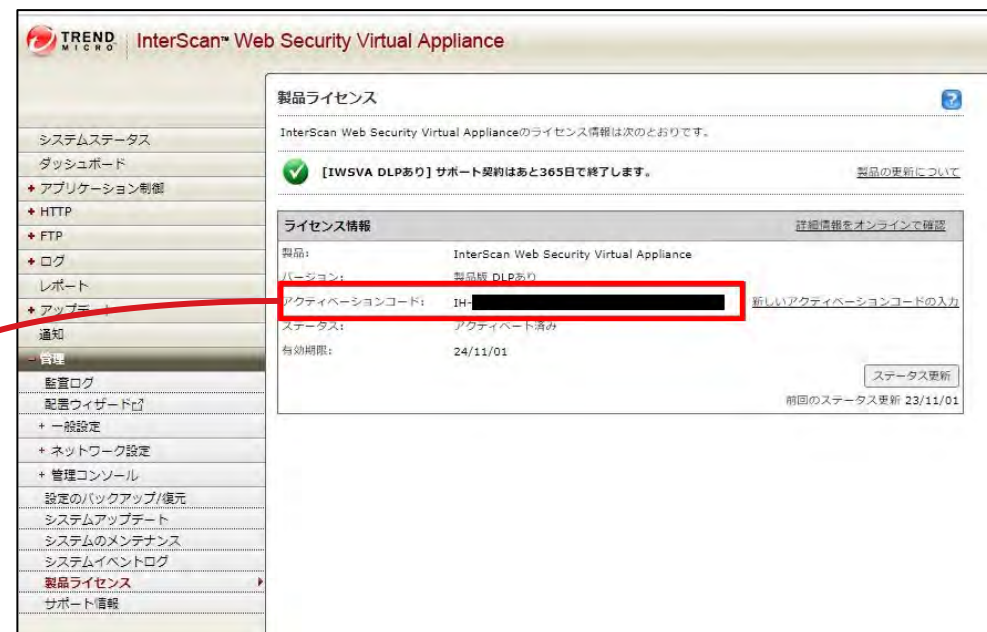 TREND MICRO InterScan™ Web Security Virtual Appliance
システムステータス
ダッシュボード
+ アプリケーション制御
+ HTTP
+ FTP
+ ログ
レポート
+ アップデート
通知
- 管理
監査ログ
配置ウィザード
+ 一般設定
+ ネットワーク設定
+ 管理コンソール
設定のバックアップ/復元
システムアップデート
システムのメンテナンス
システムイベントログ
製品ライセンス
サポート情報
製品ライセンス
InterScan Web Security Virtual Applianceのライセンス情報は次のとおりです。
[IWSVA DLPあり] サポート契約はあと365日で終了します。 製品の更新について
ライセンス情報 詳細情報をオンラインで確認
製品: InterScan Web Security Virtual Appliance
バージョン: 製品版 DLPあり
アクティベーションコード: IH- 新しいアクティベーションコードの入力
ステータス: アクティベート済み
有効期限: 24/11/01
ステータス更新
前回のステータス更新 23/11/01